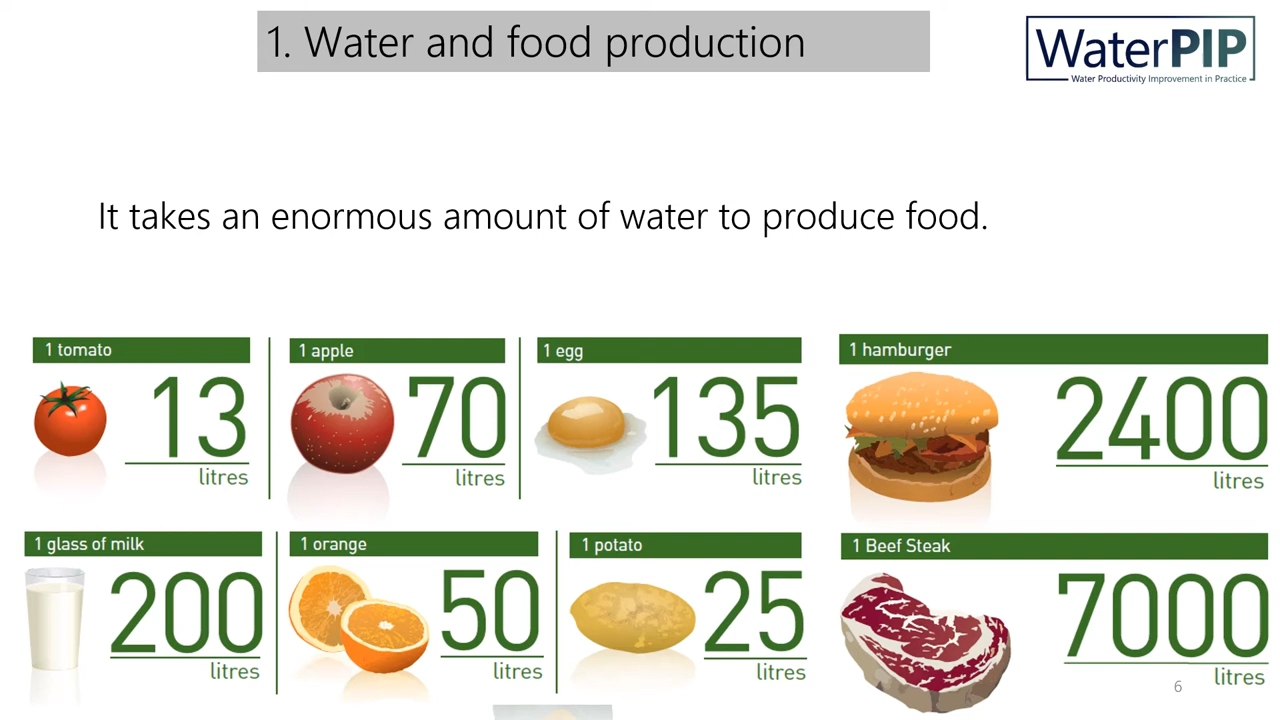 1. Water and food production
WaterPIP
Water Productivity Improvement in Practice
It takes an enormous amount of water to produce food.
1 tomato
13
litres
1 apple
70
litres
1 egg
135
litres
1 hamburger
2400
litres
1 glass of milk
200
litres
1 orange
50
litres
1 potato
25
litres
1 Beef Steak
7000
litres
6